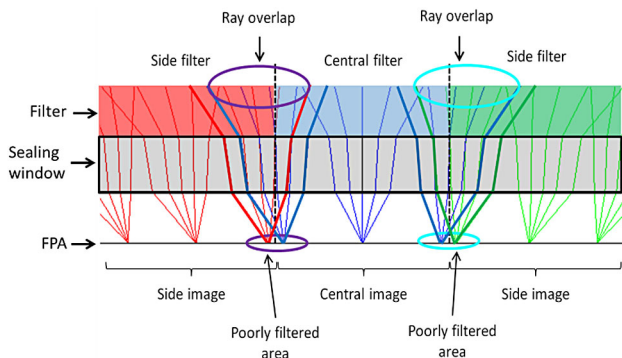 Ray overlap
Ray overlap
Side filter
Central filter
Side filter
Filter
Sealing
window
FPA
Side image
Central image
Side image
Poorly filtered
area
Poorly filtered
area